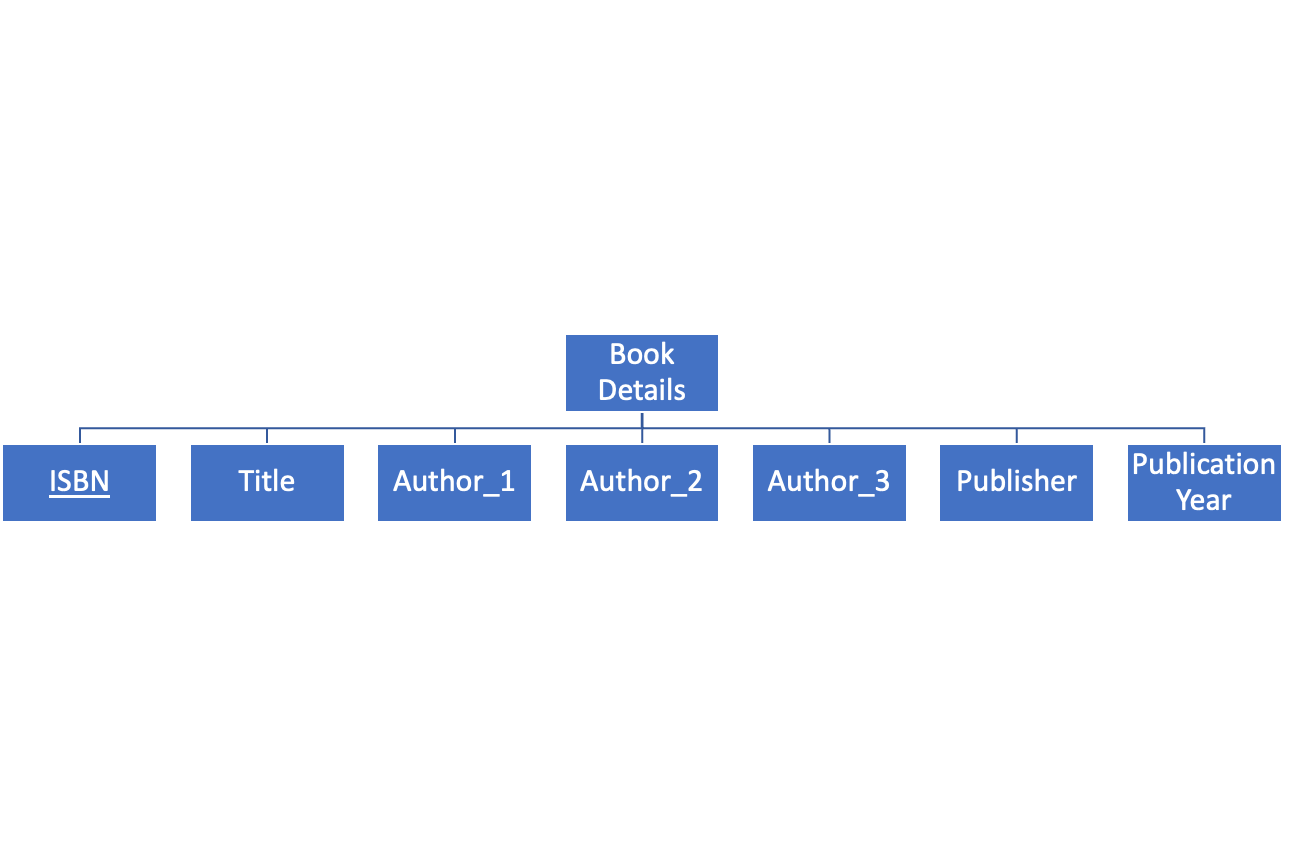 Book
Details
ISBN
Title
Author_1
Author_2
Author_3
Publisher
Publication
Year